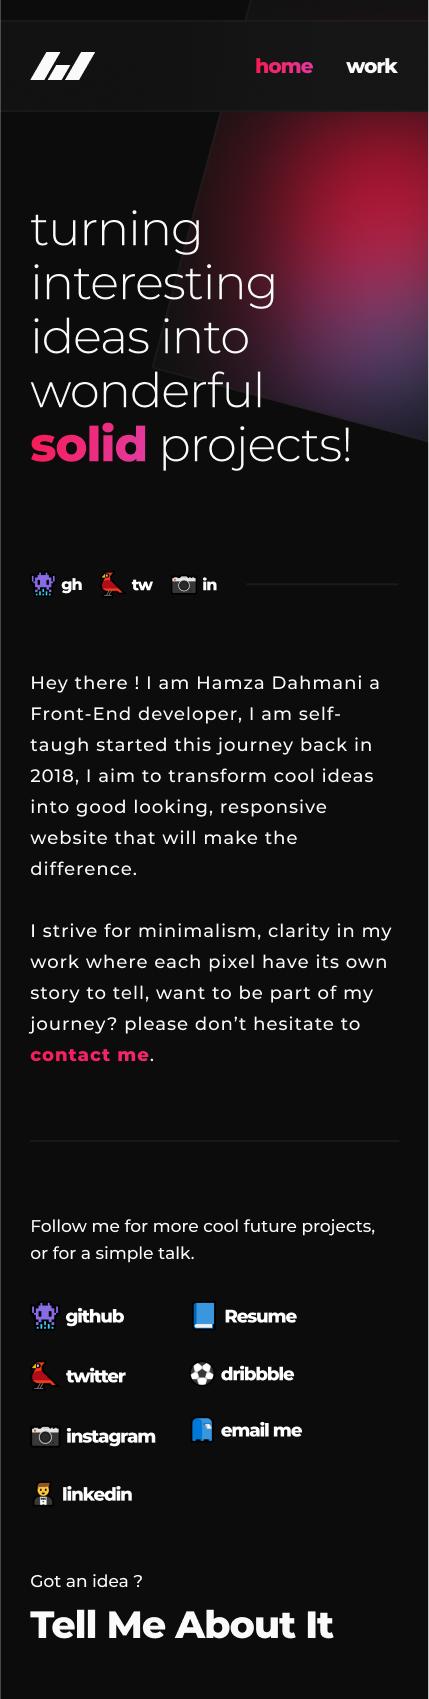 home work
turning
interesting
ideas into
wonderful
solid projects!
gh tw in
Hey there ! I am Hamza Dahmani a
Front-End developer, I am self-
taugh started this journey back in
2018, I aim to transform cool ideas
into good looking, responsive
website that will make the
difference.
I strive for minimalism, clarity in my
work where each pixel have its own
story to tell, want to be part of my
journey? please don’t hesitate to
contact me.
Follow me for more cool future projects,
or for a simple talk.
github
twitter
instagram
linkedin
Resume
dribbble
email me
Got an idea ?
Tell Me About It